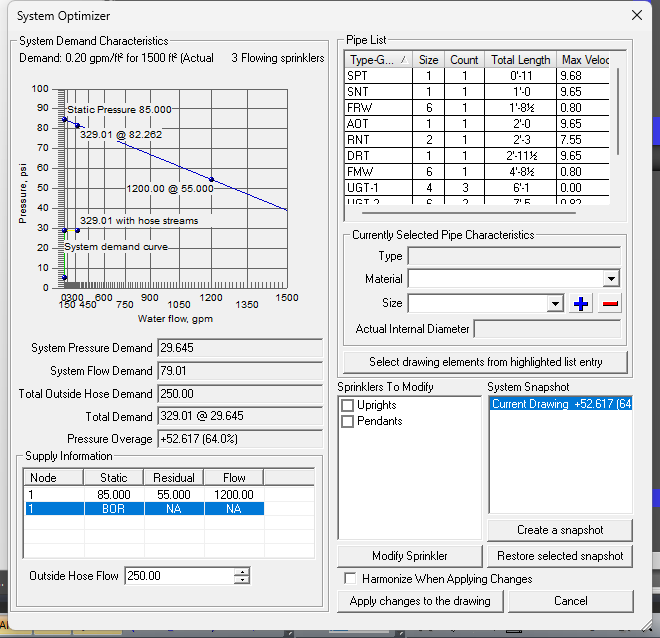 System Optimizer
System Demand Characteristics
Demand: 0.20 gpm/ft² for 1500 ft² (Actual 3 Flowing sprinklers
100
90
80
70
60
50
40
30
20
10
0
Pressure, psi
Static Pressure 85.000
329.01 @ 82.262
1200.00 @ 55.000
329.01 with hose streams
System demand curve
0 300 600 900 1200 1500
150 450 750 1050 1350
Water flow, gpm
System Pressure Demand 29.645
System Flow Demand 79.01
Total Outside Hose Demand 250.00
Total Demand 329.01 @ 29.645
Pressure Overage +52.617 (64.0%)
Supply Information
Node Static Residual Flow
1 85.000 55.000 1200.00
1 BOR NA NA
Outside Hose Flow 250.00
Pipe List
Type-G... Size Count Total Length Max Veloc
SPT 1 1 0'-11 9.68
SNT 1 1 1'-0 9.65
FRW 6 1 1'-8½ 0.80
AOT 1 1 2'-0 9.65
RNT 2 1 2'-3 7.55
DRT 1 1 2'-11½ 9.65
FMW 6 1 4'-8½ 0.80
UGT-1 4 3 6'-1 0.00
UGT-2 6 2 7'-5 0.82
Currently Selected Pipe Characteristics
Type
Material
Size
Actual Internal Diameter
Select drawing elements from highlighted list entry
Sprinklers To Modify
Uprights
Pendants
Modify Sprinkler
System Snapshot
Current Drawing +52.617 (64
Create a snapshot
Restore selected snapshot
Harmonize When Applying Changes
Apply changes to the drawing
Cancel